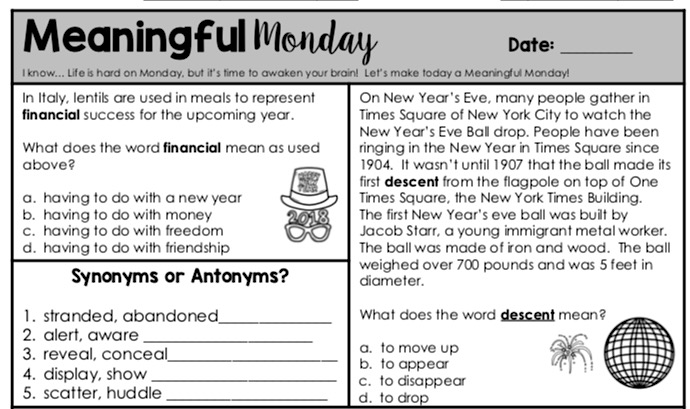 Meaningful Monday
Date: ________
I know... Life is hard on Monday, but it's time to awaken your brain! Let's make today a Meaningful Monday!
In Italy, lentils are used in meals to represent
financial success for the upcoming year.
What does the word financial mean as used
above?
a. having to do with a new year
b. having to do with money
c. having to do with freedom
d. having to do with friendship
HAPPY
NEW
YEAR
2018
Synonyms or Antonyms?
1. stranded, abandoned_____________
2. alert, aware ____________________
3. reveal, conceal____________________
4. display, show ______________________
5. scatter, huddle ___________________
On New Year's Eve, many people gather in
Times Square of New York City to watch the
New Year's Eve Ball drop. People have been
ringing in the New Year in Times Square since
1904. It wasn't until 1907 that the ball made its
first descent from the flagpole on top of One
Times Square, the New York Times Building.
The first New Year's eve ball was built by
Jacob Starr, a young immigrant metal worker.
The ball was made of iron and wood. The ball
weighed over 700 pounds and was 5 feet in
diameter.
What does the word descent mean?
a. to move up
b. to appear
c. to disappear
d. to drop